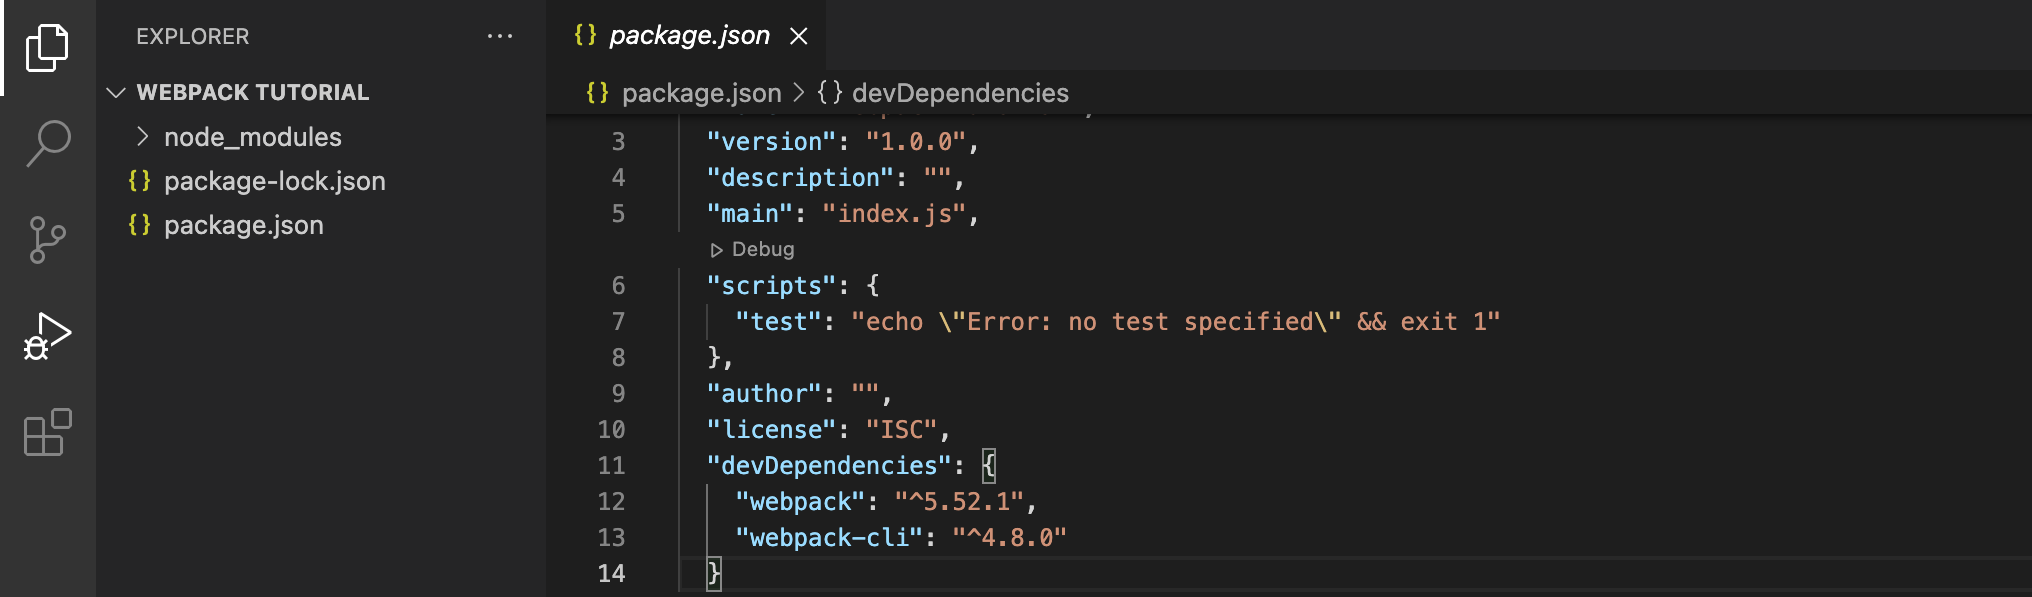 EXPLORER
WEBPACK TUTORIAL
node_modules
package-lock.json
package.json
package.json
package.json > {} devDependencies
3 "version": "1.0.0",
4 "description": "",
5 "main": "index.js",
Debug
6 "scripts": {
7 "test": "echo \"Error: no test specified\" && exit 1"
8 },
9 "author": "",
10 "license": "ISC",
11 "devDependencies": {
12 "webpack": "^5.52.1",
13 "webpack-cli": "^4.8.0"
14 }